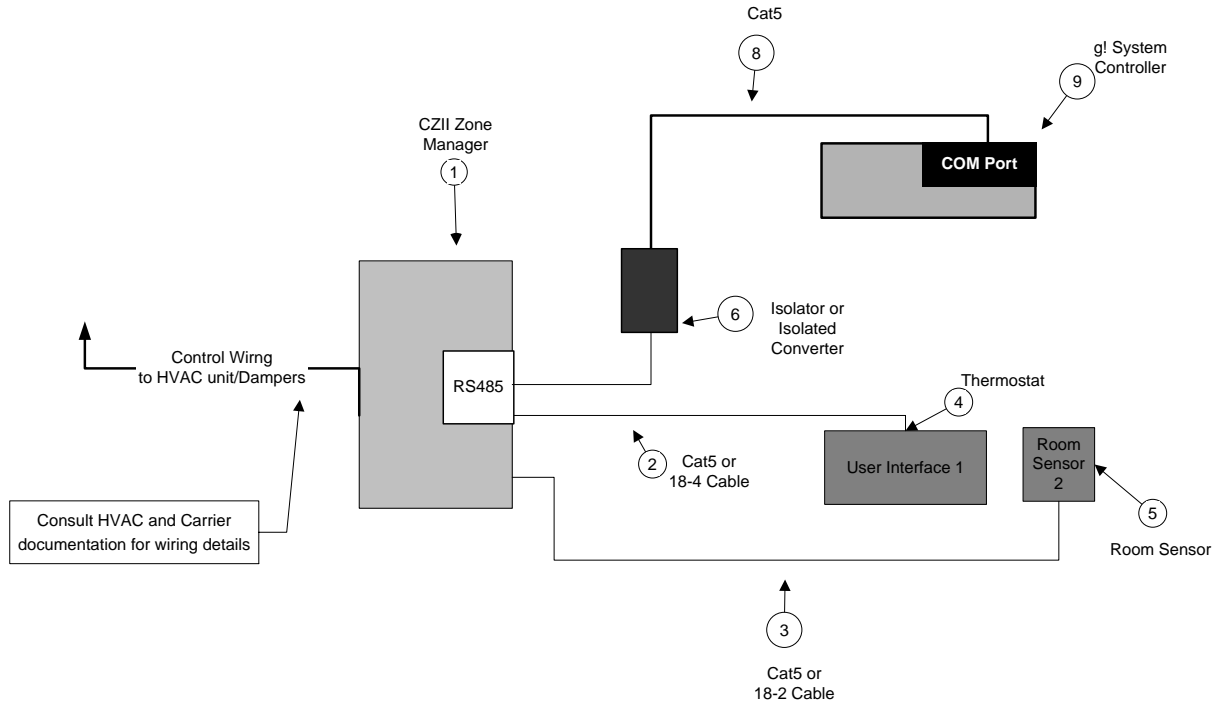 Cat5
8
g! System
Controller
9
CZII Zone
Manager
1
COM Port
6
Isolator or
Isolated
Converter
Control Wirng
to HVAC unit/Dampers
RS485
Thermostat
4
User Interface 1
Room
Sensor
2
2
Cat5 or
18-4 Cable
5
Room Sensor
Consult HVAC and Carrier
documentation for wiring details
3
Cat5 or
18-2 Cable